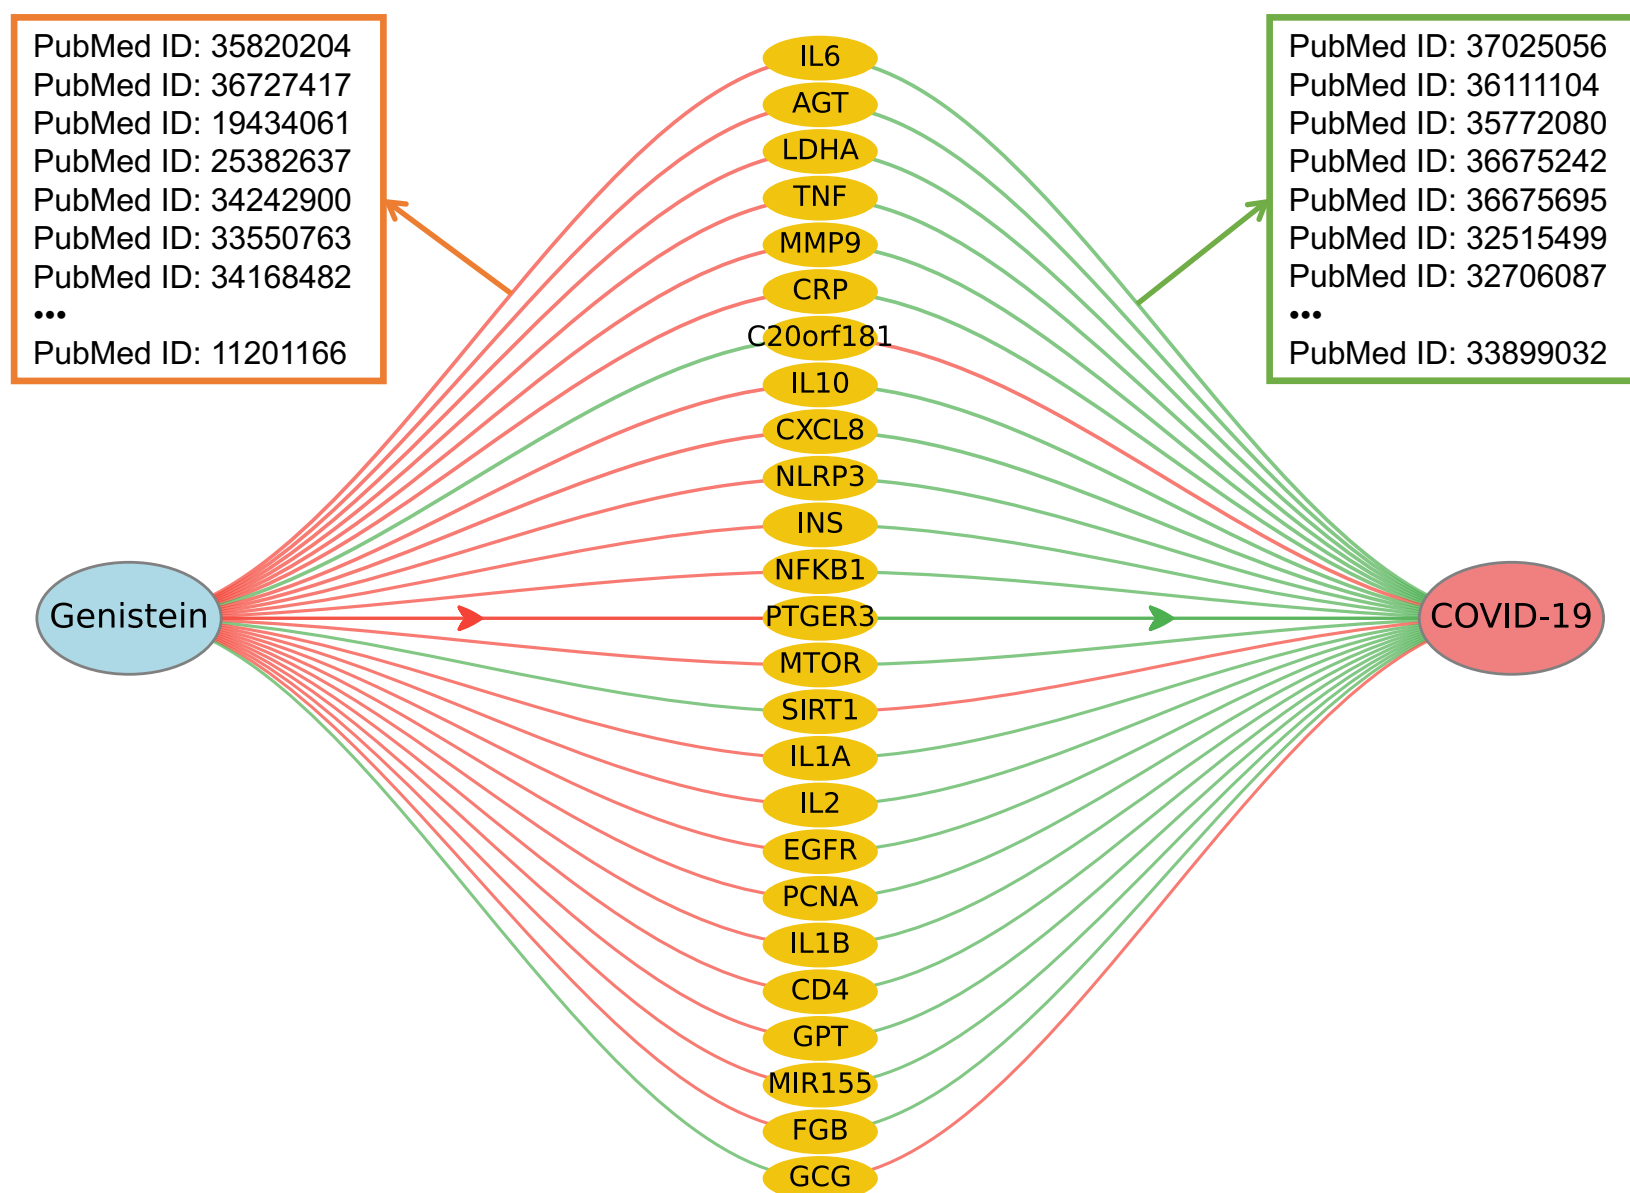 PubMed ID: 35820204
PubMed ID: 36727417
PubMed ID: 19434061
PubMed ID: 25382637
PubMed ID: 34242900
PubMed ID: 33550763
PubMed ID: 34168482
•••
PubMed ID: 11201166
PubMed ID: 37025056
PubMed ID: 36111104
PubMed ID: 35772080
PubMed ID: 36675242
PubMed ID: 36675695
PubMed ID: 32515499
PubMed ID: 32706087
•••
PubMed ID: 33899032
Genistein
IL6
AGT
LDHA
TNF
MMP9
CRP
C20orf181
IL10
CXCL8
NLRP3
INS
NFKB1
PTGER3
MTOR
SIRT1
IL1A
IL2
EGFR
PCNA
IL1B
CD4
GPT
MIR155
FGB
GCG
COVID-19